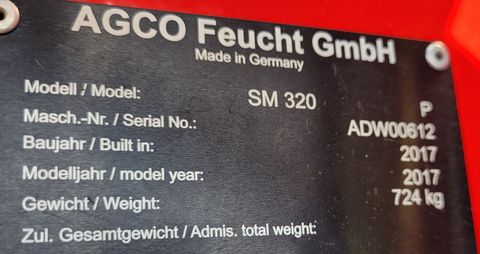 AGCO Feucht GmbH
Made in Germany
Modell / Model: SM 320 P
Masch.-Nr. / Serial No.: ADW00612
Baujahr / Built in: 2017
Modelljahr / model year: 2017
Gewicht / Weight: 724 kg
Zul. Gesamtgewicht / Admis. total weight: